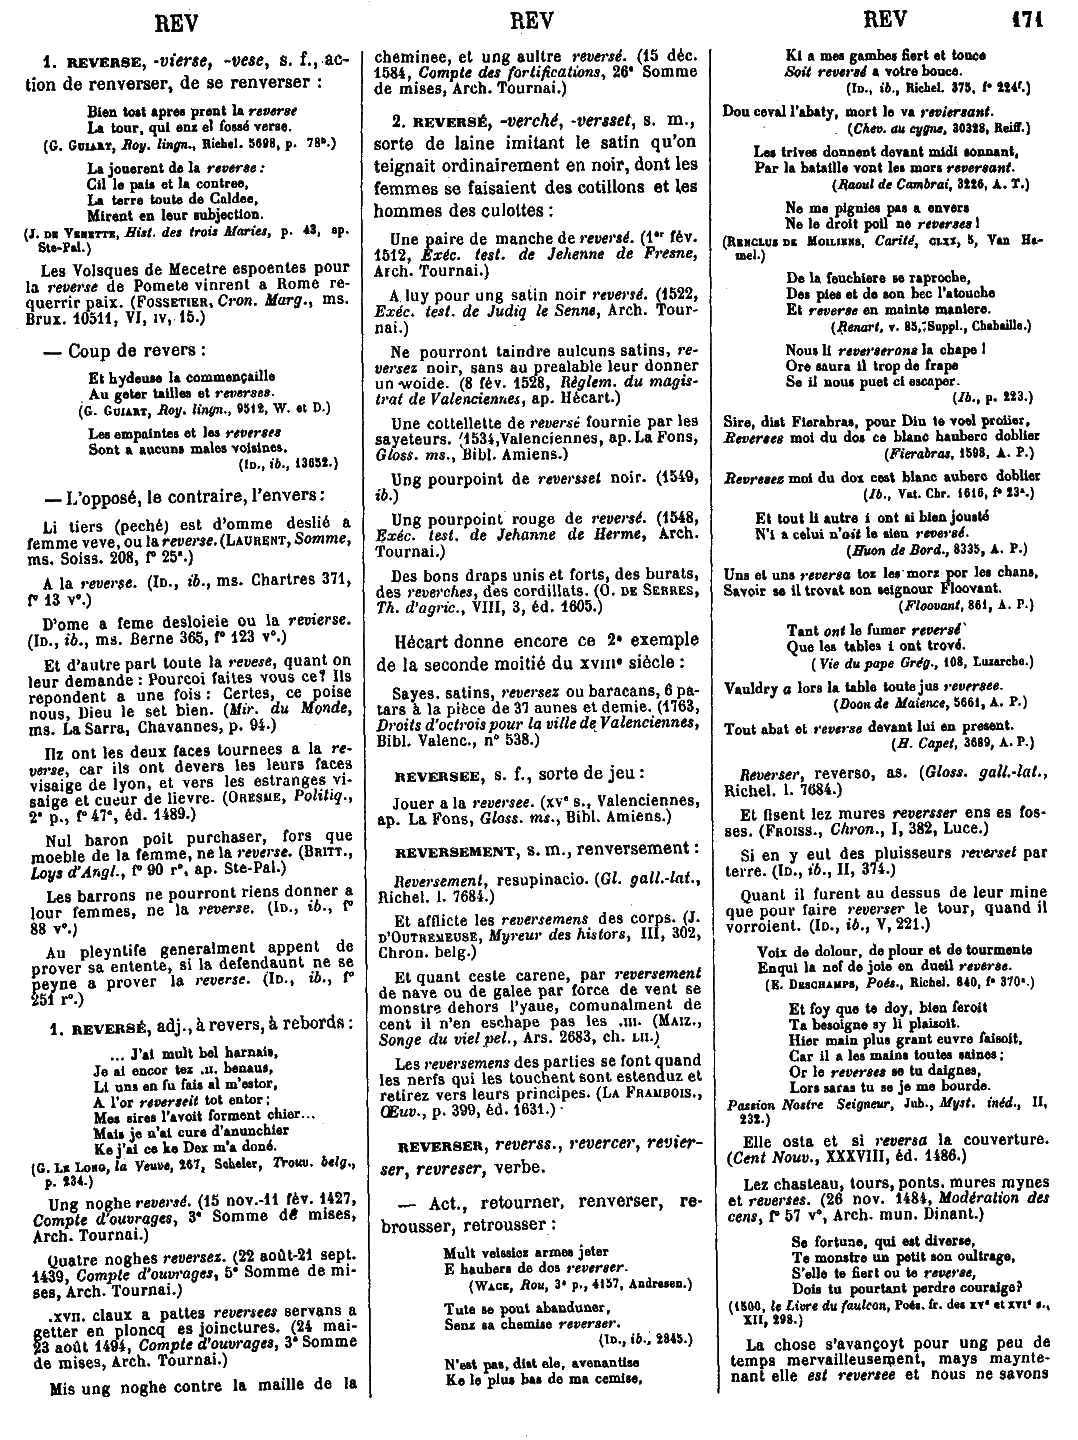 REV
REV
REV
171
1. REVERSE, -vierse, -vese, s. f., ac-
tion de renverser, de se renverser :
Bien tost apres prent la reverse
La tour, qui enz el fossé verse.
(G. GUIART, Roy. lingn., Richel. 5698, p. 78ᵇ.)
La jouerent de la reverse :
Cil le pais et la contree,
La terre toute de Caldee,
Mirent en leur subjection.
(J. DE VENETTE, Hist. des trois Maries, p. 43, ap.
Ste-Pal.)
Les Volsques de Mecetre espoentes pour
la reverse de Pomete vinrent a Rome re-
querrir paix. (FOSSETIER, Cron. Marg., ms.
Brux. 10511, VI, IV, 15.)
— Coup de revers :
Et hydeuse la commençaille
Au geter tailles et reverses.
(G. GUIART, Roy. lingn., 9512, W. et D.)
Les empaintes et les reverses
Sont a aucuns males voisines.
(ID., ib., 13652.)
— L'opposé, le contraire, l'envers :
Li tiers (peché) est d'omme deslié a
femme veve, ou la reverse. (LAURENT, Somme,
ms. Soiss. 208, f° 25ᵃ.)
A la reverse. (ID., ib., ms. Chartres 371,
f° 13 v°.)
D'ome a feme desloieie ou la revierse.
(ID., ib., ms. Berne 365, f° 123 v°.)
Et d'autre part toute la revese, quant on
leur demande : Pourcoi faites vous ce? Ils
repondent a une fois : Certes, ce poise
nous, Dieu le set bien. (Mir. du Monde,
ms. La Sarra, Chavannes, p. 94.)
Ilz ont les deux faces tournees a la re-
verse, car ils ont devers les leurs faces
visaige de lyon, et vers les estranges vi-
saige et cueur de lievre. (ORESME, Politiq.,
2ᵉ p., f° 47ᵃ, éd. 1489.)
Nul baron poit purchaser, fors que
moeble de la femme, ne la reverse. (BRITT.,
Loys d'Angl., f° 90 r°, ap. Ste-Pal.)
Les barrons ne pourront riens donner a
lour femmes, ne la reverse. (ID., ib., f°
88 v°.)
Au pleyntife generalment appent de
prover sa entente, si la defendaunt ne se
peyne a prover la reverse. (ID., ib., f°
251 r°.)
1. REVERSÉ, adj., à revers, à rebords :
... J'ai mult bel harnais,
Je ai encor tez .II. henaus,
Li uns en fu fais al m'estor,
A l'or reverseit tot entor ;
Mes sires l'avoit forment chier...
Mais je n'ai cure d'anunchier
Ke j'ai ce ke Dex m'a doné.
(G. LE LONG, la Veuve, 267, Scheler, Trouv. belg.,
p. 234.)
Ung noghe reversé. (15 nov.-11 fév. 1427,
Compte d'ouvrages, 3ᵉ Somme de mises,
Arch. Tournai.)
Quatre noghes reversez. (22 août-21 sept.
1439, Compte d'ouvrages, 5ᵉ Somme de mi-
ses, Arch. Tournai.)
.XVII. claux a pattes reversees servans a
getter en ploncq es joinctures. (24 mai-
23 août 1494, Compte d'ouvrages, 3ᵉ Somme
de mises, Arch. Tournai.)
Mis ung noghe contre la maille de la
cheminee, et ung aultre reversé. (15 déc.
1584, Compte des fortifications, 26ᵉ Somme
de mises, Arch. Tournai.)
2. REVERSÉ, -verché, -versset, s. m.,
sorte de laine imitant le satin qu'on
teignait ordinairement en noir, dont les
femmes se faisaient des cotillons et les
hommes des culottes :
Une paire de manche de reversé. (1ᵉʳ fév.
1512, Exéc. test. de Jehenne de Fresne,
Arch. Tournai.)
A luy pour ung satin noir reversé. (1522,
Exéc. test. de Judiq le Senne, Arch. Tour-
nai.)
Ne pourront taindre aulcuns satins, re-
versez noir, sans au prealable leur donner
un woide. (8 fév. 1528, Règlem. du magis-
trat de Valenciennes, ap. Hécart.)
Une cottellette de reversé fournie par les
sayeteurs. (1534, Valenciennes, ap. La Fons,
Gloss. ms., Bibl. Amiens.)
Ung pourpoint de reversset noir. (1549,
ib.)
Ung pourpoint rouge de reversé. (1548,
Exéc. test. de Jehanne de Herme, Arch.
Tournai.)
Des bons draps unis et forts, des burats,
des reverches, des cordillats. (O. DE SERRES,
Th. d'agric., VIII, 3, éd. 1605.)
Hécart donne encore ce 2ᵉ exemple
de la seconde moitié du XVIIIᵉ siècle :
Sayes. satins, reversez ou baracans, 6 pa-
tars à la pièce de 37 aunes et demie. (1763,
Droits d'octrois pour la ville de Valenciennes,
Bibl. Valenc., n° 538.)
REVERSEE, s. f., sorte de jeu :
Jouer a la reversee. (XVᵉ s., Valenciennes,
ap. La Fons, Gloss. ms., Bibl. Amiens.)
REVERSEMENT, s. m., renversement :
Reversement, resupinacio. (Gl. gall.-lat.,
Richel. l. 7684.)
Et afflicte les reversemens des corps. (J.
D'OUTREMEUSE, Myreur des histors, III, 302,
Chron. belg.)
Et quant ceste carene, par reversement
de nave ou de galee par force de vent se
monstre dehors l'yaue, comunalment de
cent il n'en eschape pas les .III. (MAIZ.,
Songe du viel pel., Ars. 2683, ch. LII.)
Les reversemens des parties se font quand
les nerfs qui les touchent sont estenduz et
retirez vers leurs principes. (LA FRAMBOIS.,
Œuv., p. 399, éd. 1631.)
REVERSER, reverss., revercer, revier-
ser, revreser, verbe.
— Act., retourner, renverser, re-
brousser, retrousser :
Mult veissiez armes jeter
E haubers de dos reverser.
(WACE, Rou, 3ᵉ p., 4157, Andresen.)
Tute se pout abanduner,
Senz sa chemise reverser.
(ID., ib., 2845.)
N'est pas, dist ele, avenantise
Ke le plus bas de ma cemise,
Ki a mes gambes fiert et touce
Soit reversé a votre bouce.
(ID., ib., Richel. 375, f° 224ᶠ.)
Dou ceval l'abaty, mort le va reviersant.
(Chev. au cygne, 30328, Reiff.)
Les trives donnent devant midi sonnant,
Par la bataille vont les mors reversant.
(Raoul de Cambrai, 3226, A. T.)
Ne me pignies pas a envers
Ne le droit poil ne reverses !
(RENCLUS DE MOILIENS, Carité, CLXX, 5, Van Ha-
mel.)
De la feuchiere se raproche,
Des pies et de son bec l'atouche
Et reverse en mainte maniere.
(Renart, v. 85, Suppl., Chabaille.)
Nous li reverserons la chape !
Ore saura il trop de frape
Se il nous puet ci escaper.
(Ib., p. 223.)
Sire, dist Fierabras, pour Diu te voel proiier,
Reverses moi du dos ce blanc hauberc doblier
(Fierabras, 1598, A. P.)
Revresez moi du dox cest blanc auberc doblier
(Ib., Vat. Chr. 1616, f° 23ᵃ.)
Et tout li autre i ont si bien jousté
N'i a celui n'oit le sien reversé.
(Huon de Bord., 8335, A. P.)
Uns et uns reversa toz les morz por les chans,
Savoir se il trovat son seignour Floovant.
(Floovant, 861, A. P.)
Tant ont le fumer reversé
Que les tables i ont trové.
(Vie du pape Grég., 108, Luzarche.)
Vauldry a lors la table toute jus reversee.
(Doon de Maience, 5661, A. P.)
Tout abat et reverse devant lui en present.
(H. Capet, 3689, A. P.)
Reverser, reverso, as. (Gloss. gall.-lat.,
Richel. l. 7684.)
Et fisent lez mures reversser ens es fos-
ses. (FROISS., Chron., I, 382, Luce.)
Si en y eut des pluisseurs reverset par
terre. (ID., ib., II, 374.)
Quant il furent au dessus de leur mine
que pour faire reverser le tour, quand il
vorroient. (ID., ib., V, 221.)
Voix de dolour, de plour et de tourmente
Enqui la nef de joie en dueil reverse.
(E. DESCHAMPS, Poés., Richel. 840, f° 370ᵃ.)
Et foy que te doy, bien feroit
Ta besoigne sy li plaisoit.
Hier main plus grant euvre faisoit,
Car il a les mains toutes saines ;
Or le reverses se tu daignes,
Lors saras tu se je me bourde.
Passion Nostre Seigneur, Jub., Myst. inéd., II,
232.)
Elle osta et si reversa la couverture.
(Cent Nouv., XXXVIII, éd. 1486.)
Lez chasteau, tours, ponts. mures mynes
et reverses. (26 nov. 1484, Modération des
cens, f° 57 v°, Arch. mun. Dinant.)
Se fortune, qui est diverse,
Te monstre un petit son oultrage,
S'elle te fiert ou te reverse,
Dois tu pourtant perdre couraige?
(1500, le Livre du faulcon, Poés. fr. des XVᵉ et XVIᵉ s.,
XII, 298.)
La chose s'avançoyt pour ung peu de
temps mervailleusement, mays maynte-
nant elle est reversee et nous ne savons